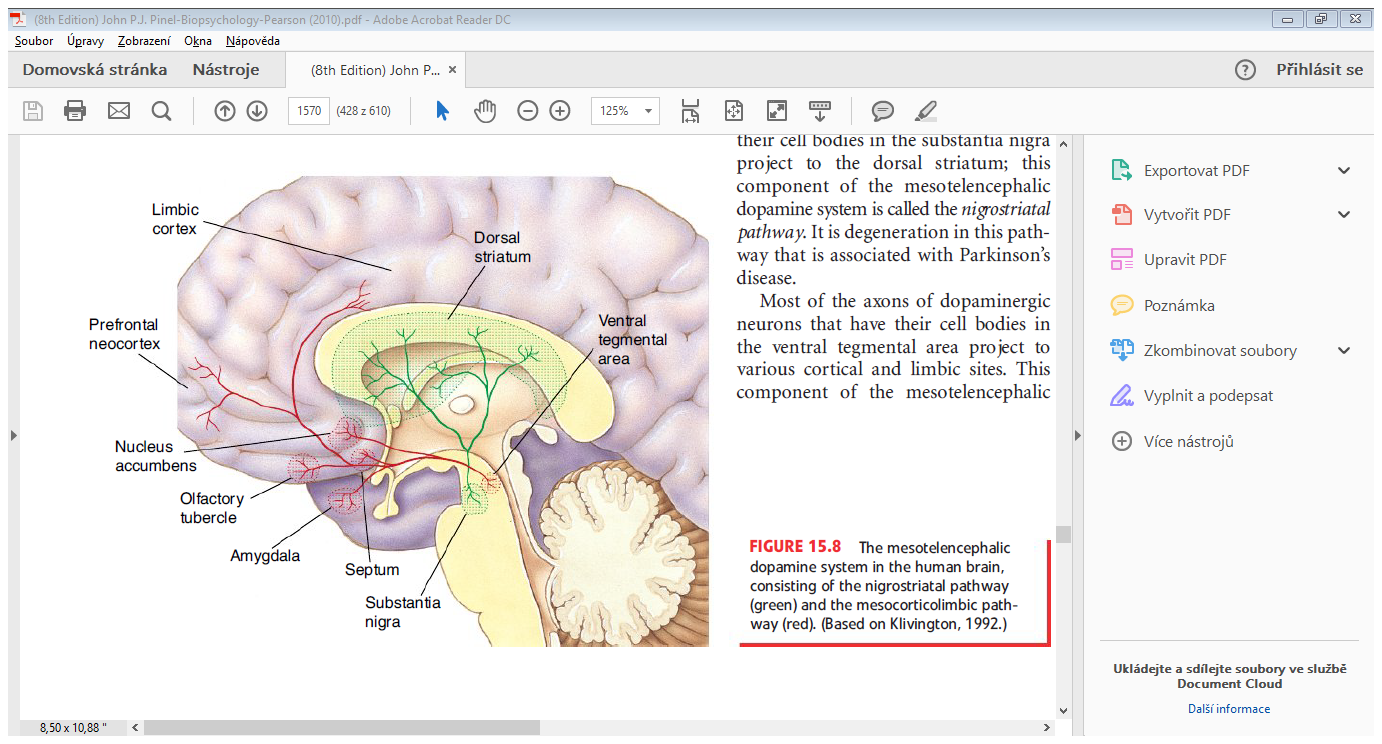 (8th Edition) John P.J. Pinel-Biopsychology-Pearson (2010).pdf - Adobe Acrobat Reader DC
Soubor Úpravy Zobrazení Okna Nápověda
Domovská stránka Nástroje (8th Edition) John P... × Přihlásit se
1570 (428 z 610) 125%
their cell bodies in the substantia nigra
project to the dorsal striatum; this
component of the mesotelencephalic
dopamine system is called the nigrostriatal
pathway. It is degeneration in this path-
way that is associated with Parkinson's
disease.
Most of the axons of dopaminergic
neurons that have their cell bodies in
the ventral tegmental area project to
various cortical and limbic sites. This
component of the mesotelencephalic
Limbic
cortex
Dorsal
striatum
Prefrontal
neocortex
Ventral
tegmental
area
Nucleus
accumbens
Olfactory
tubercle
Amygdala
Septum
Substantia
nigra
FIGURE 15.8 The mesotelencephalic
dopamine system in the human brain,
consisting of the nigrostriatal pathway
(green) and the mesocorticolimbic path-
way (red). (Based on Klivington, 1992.)
Exportovat PDF
Vytvořit PDF
Upravit PDF
Poznámka
Zkombinovat soubory
Vyplnit a podepsat
Více nástrojů
Ukládejte a sdílejte soubory ve službě
Document Cloud
Další informace
8,50 x 10,88 "